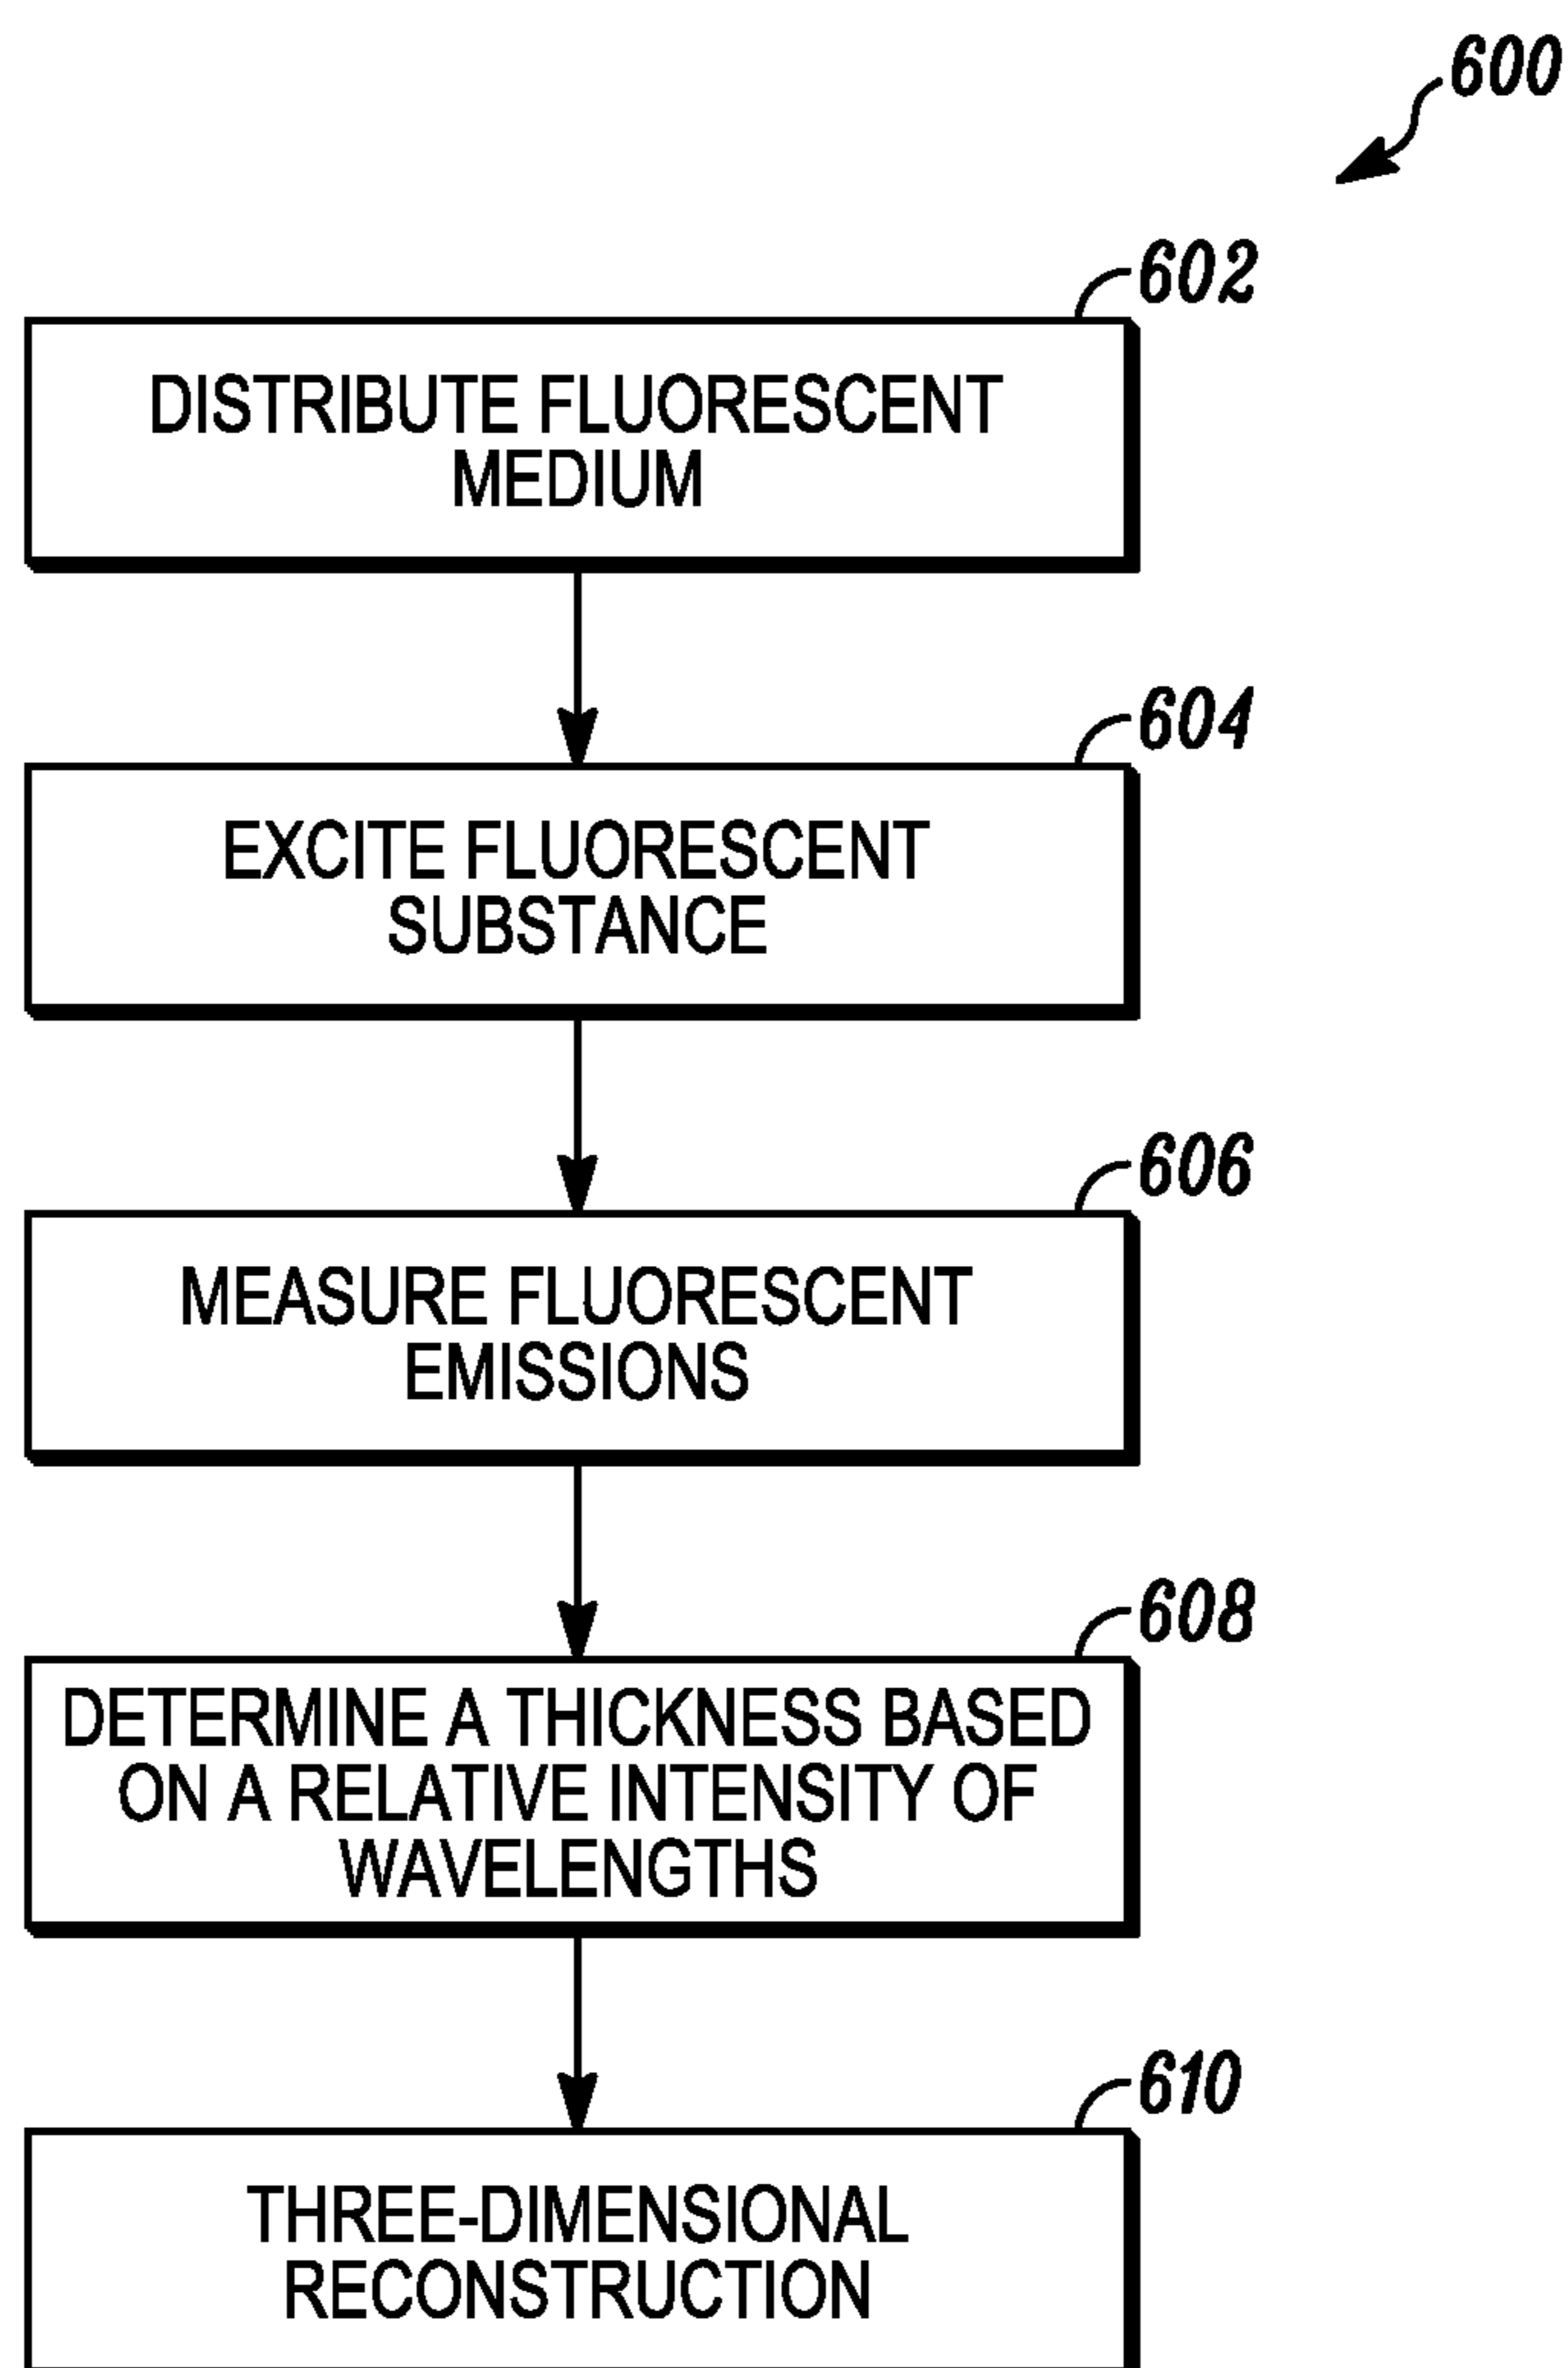 600
602
DISTRIBUTE FLUORESCENT
MEDIUM
604
EXCITE FLUORESCENT
SUBSTANCE
606
MEASURE FLUORESCENT
EMISSIONS
608
DETERMINE A THICKNESS BASED
ON A RELATIVE INTENSITY OF
WAVELENGTHS
610
THREE-DIMENSIONAL
RECONSTRUCTION